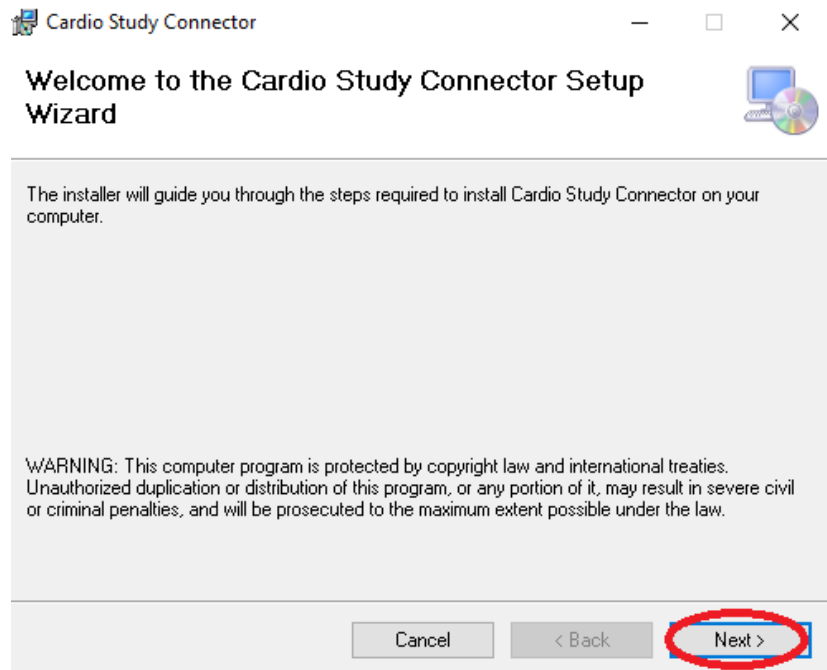 Cardio Study Connector
Welcome to the Cardio Study Connector Setup
Wizard
The installer will guide you through the steps required to install Cardio Study Connector on your
computer.
WARNING: This computer program is protected by copyright law and international treaties.
Unauthorized duplication or distribution of this program, or any portion of it, may result in severe civil
or criminal penalties, and will be prosecuted to the maximum extent possible under the law.
Cancel
< Back
Next >